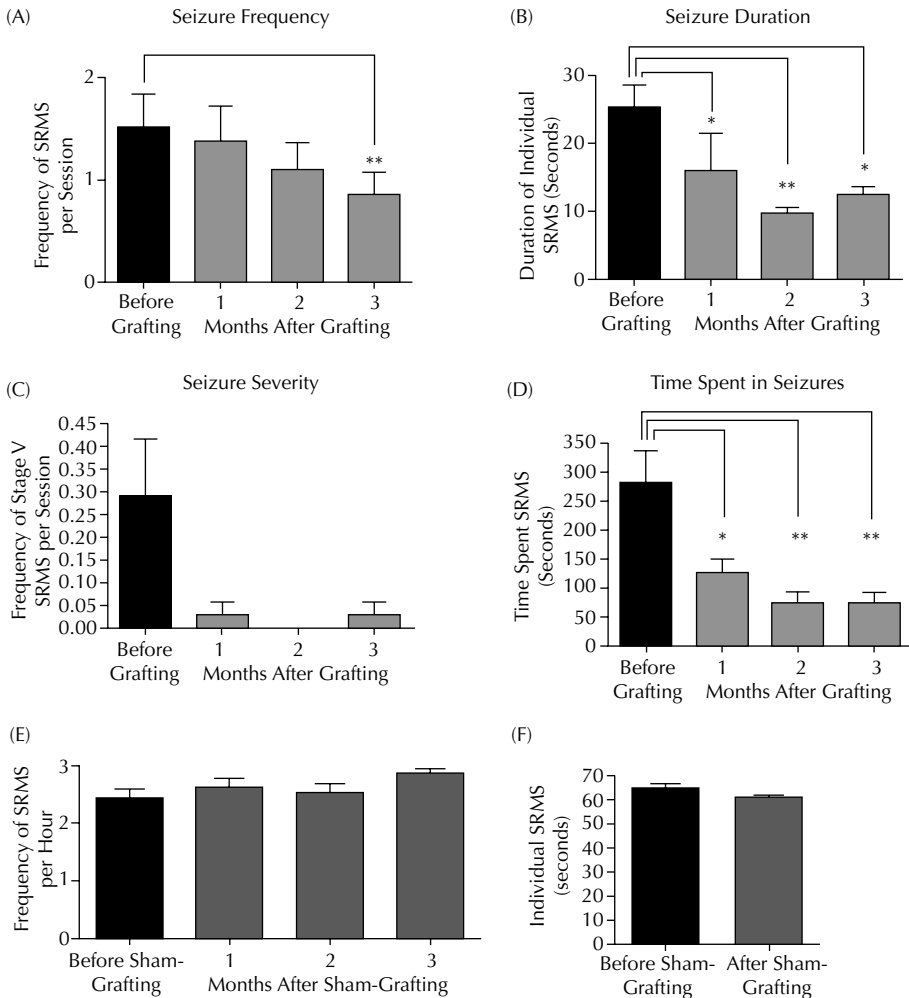 (A)
Seizure Frequency
Frequency of SRMS
per Session
2
1
0
**
Before
Grafting
1
2
3
Months After Grafting
(B)
Seizure Duration
Duration of Individual
SRMS (Seconds)
30
20
10
0
*
**
*
Before
Grafting
1
2
3
Months After Grafting
(C)
Seizure Severity
Frequency of Stage V
SRMS per Session
0.45
0.40
0.35
0.30
0.25
0.20
0.15
0.10
0.05
0.00
Before
Grafting
1
2
3
Months After Grafting
(D)
Time Spent in Seizures
Time Spent SRMS
(Seconds)
350
300
250
200
150
100
50
0
*
**
**
Before
Grafting
1
2
3
Months After Grafting
(E)
Frequency of SRMS
per Hour
3
2
1
0
Before Sham-
Grafting
1
2
3
Months After Sham-Grafting
(F)
Individual SRMS
(seconds)
70
60
50
40
30
20
10
0
Before Sham-
Grafting
After Sham-
Grafting